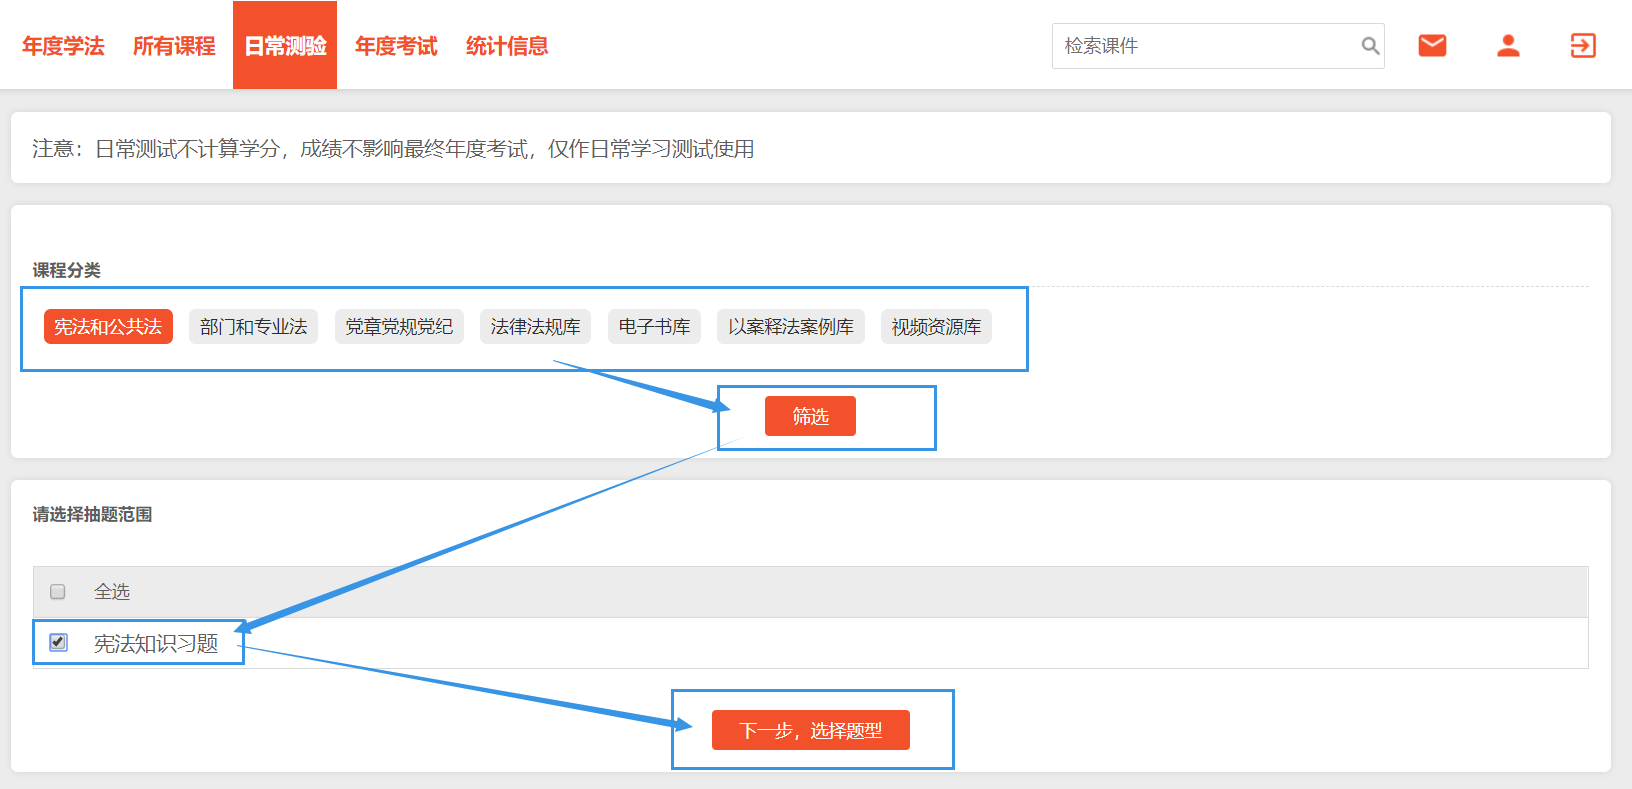 年度学法 所有课程 日常测验 年度考试 统计信息 检索课件
注意：日常测试不计算学分，成绩不影响最终年度考试，仅作日常学习测试使用
课程分类
宪法和公共法 部门和专业法 党章党规党纪 法律法规库 电子书库 以案释法案例库 视频资源库
筛选
请选择抽题范围
全选
宪法知识习题
下一步，选择题型